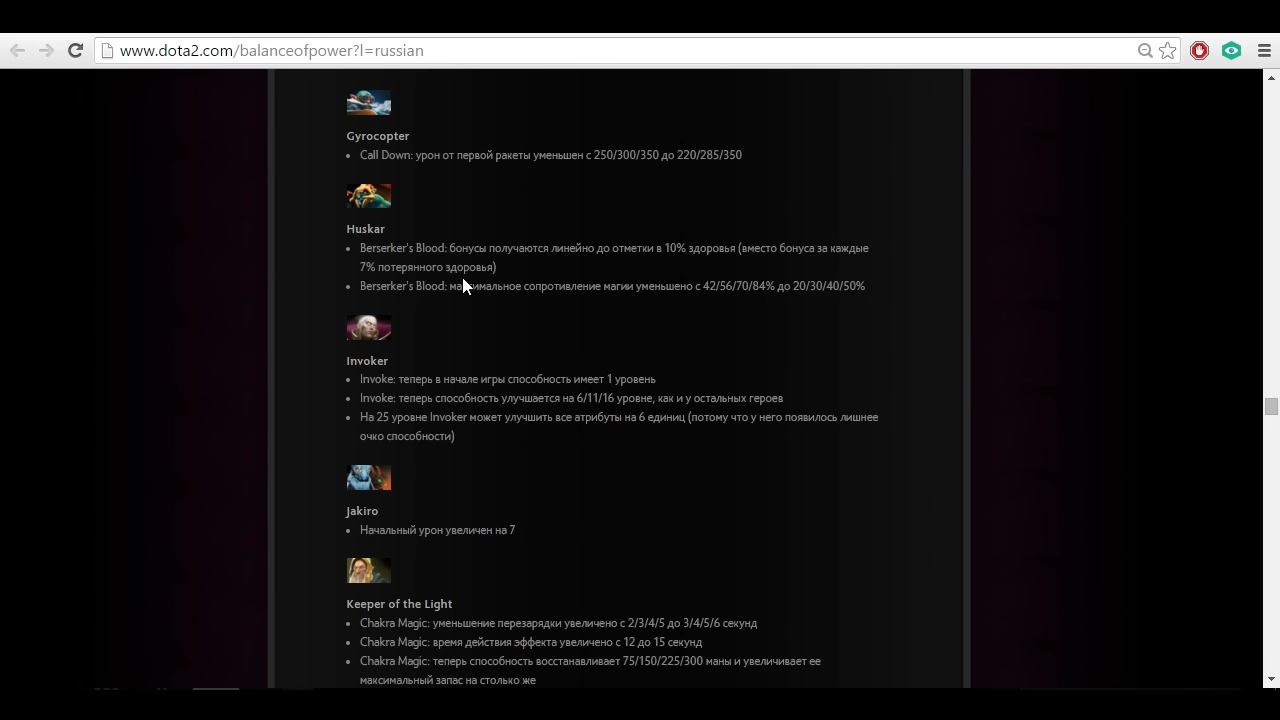 www.dota2.com/balanceofpower?l=russian
Gyrocopter
• Call Down: урон от первой ракеты уменьшен с 250/300/350 до 220/285/350
Huskar
• Berserker's Blood: бонусы получаются линейно до отметки в 10% здоровья (вместо бонуса за каждые
7% потерянного здоровья)
• Berserker's Blood: максимальное сопротивление магии уменьшено с 42/56/70/84% до 20/30/40/50%
Invoker
• Invoke: теперь в начале игры способность имеет 1 уровень
• Invoke: теперь способность улучшается на 6/11/16 уровне, как и у остальных героев
• На 25 уровне Invoker может улучшить все атрибуты на 6 единиц (потому что у него появилось лишнее
очко способности)
Jakiro
• Начальный урон увеличен на 7
Keeper of the Light
• Chakra Magic: уменьшение перезарядки увеличено с 2/3/4/5 до 3/4/5/6 секунд
• Chakra Magic: время действия эффекта увеличено с 12 до 15 секунд
• Chakra Magic: теперь способность восстанавливает 75/150/225/300 маны и увеличивает ее
максимальный запас на столько же